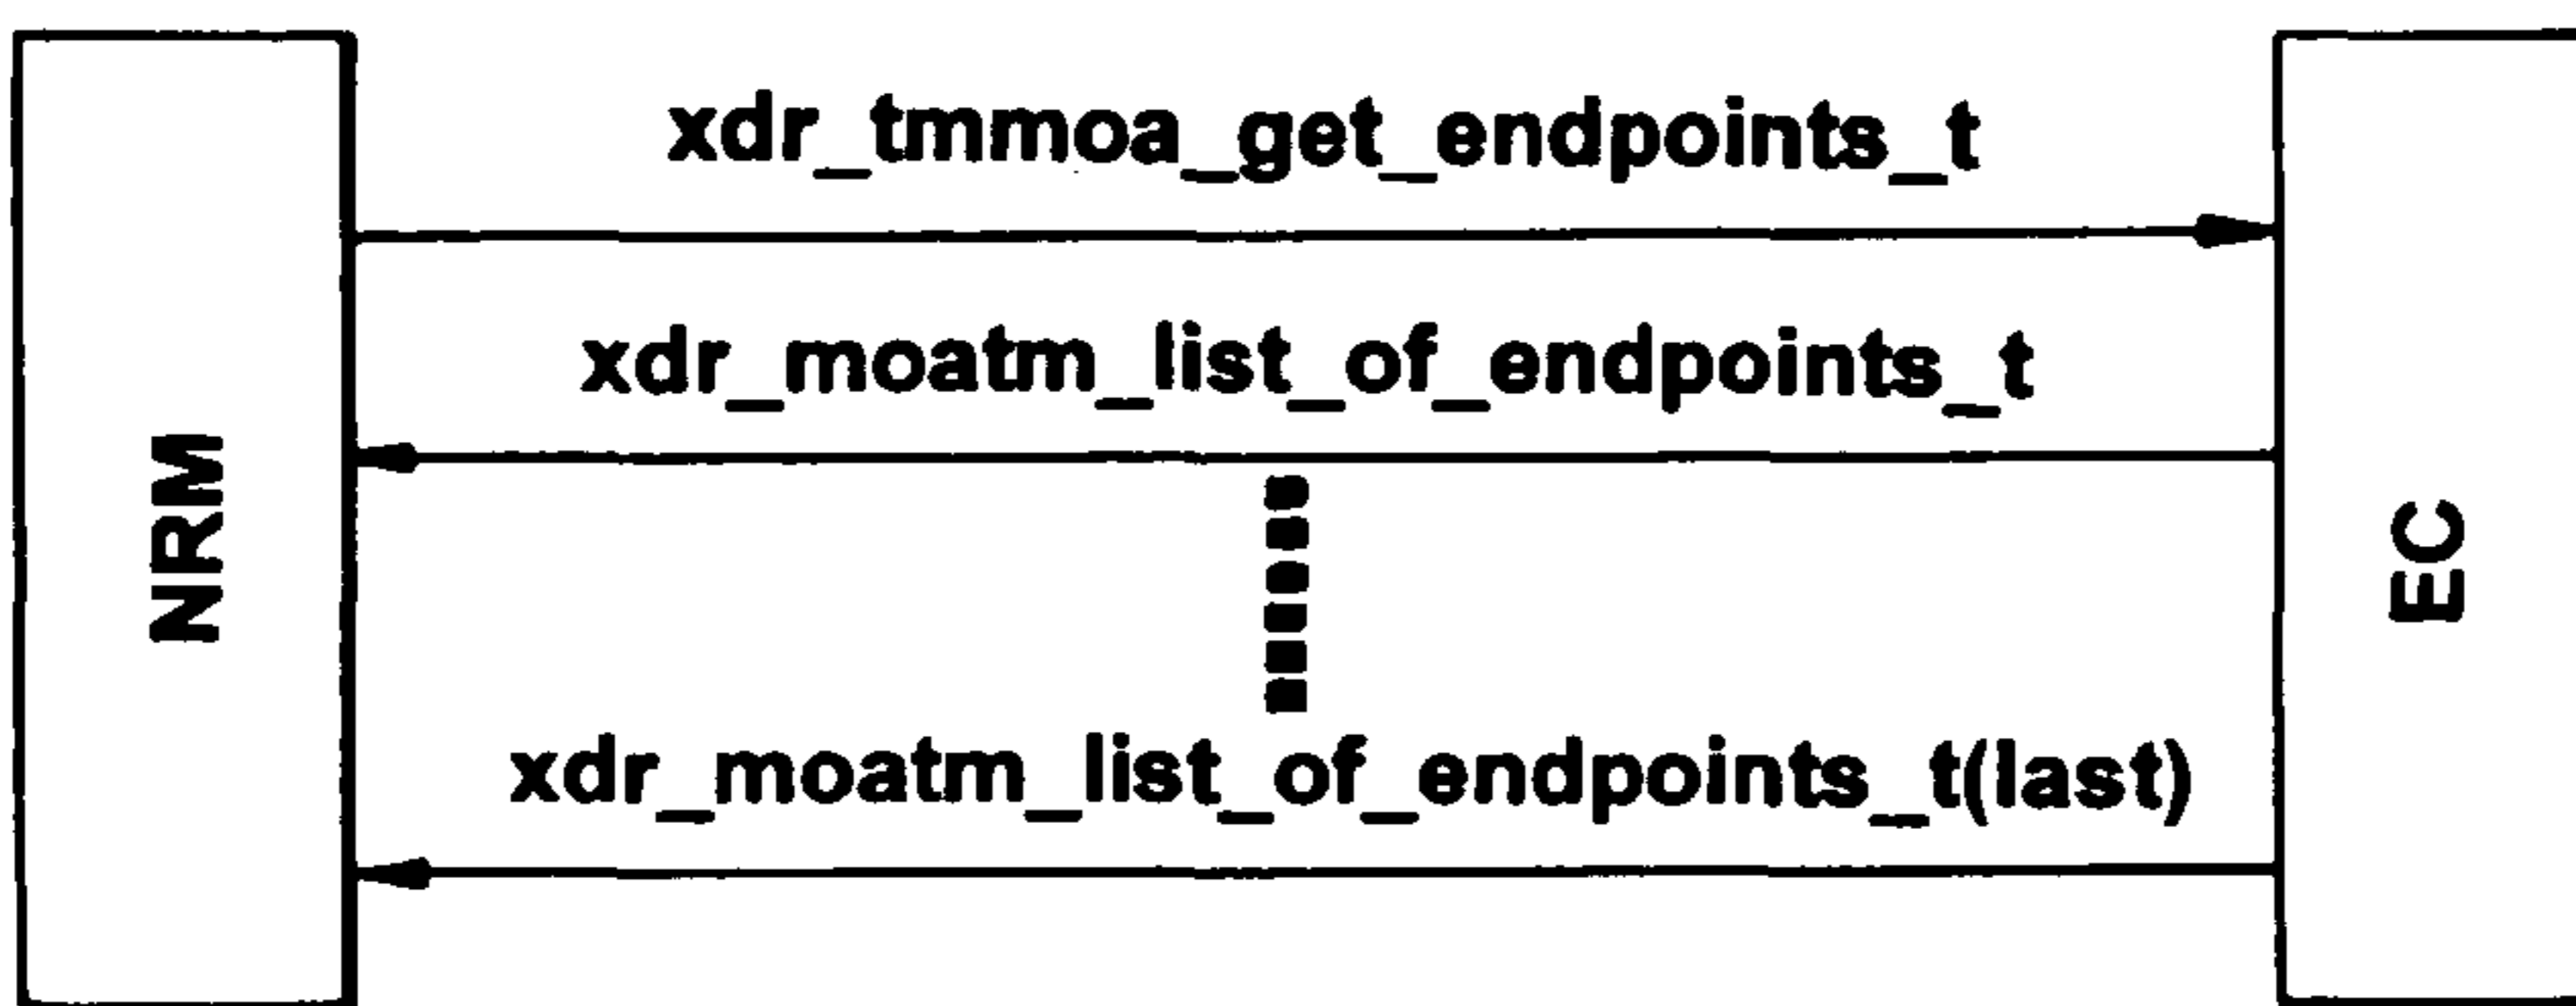 xdr_tmmoa_get_endpoints_t
xdr_moatm_list_of_endpoints_t
NRM
EC
xdr_moatm_list_of_endpoints_t(last)